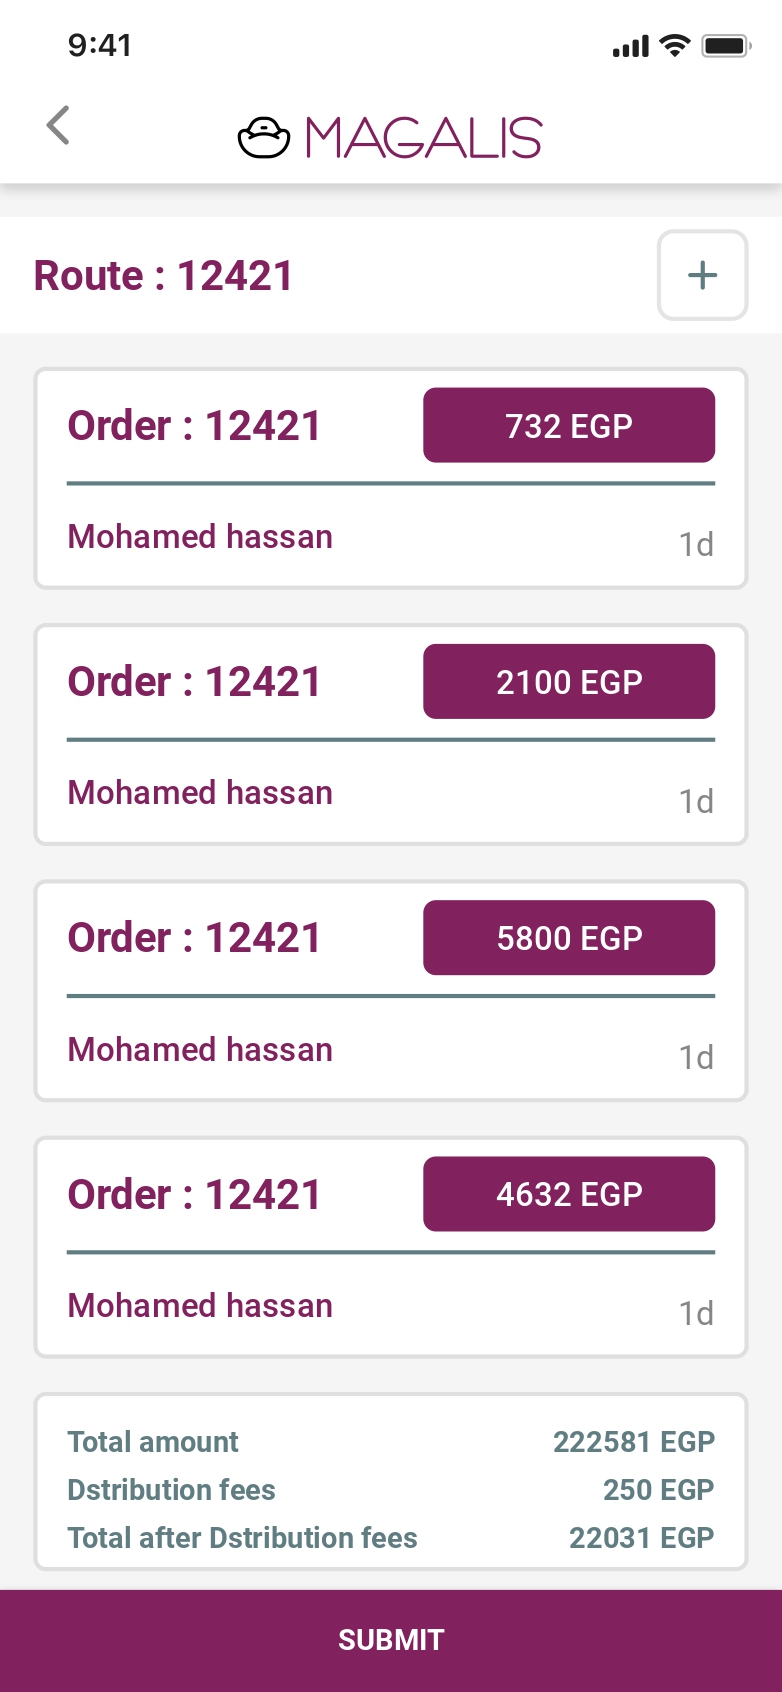 9:41
MAGALIS
Route : 12421
+
Order : 12421 732 EGP
Mohamed hassan 1d
Order : 12421 2100 EGP
Mohamed hassan 1d
Order : 12421 5800 EGP
Mohamed hassan 1d
Order : 12421 4632 EGP
Mohamed hassan 1d
Total amount 222581 EGP
Dstribution fees 250 EGP
Total after Dstribution fees 22031 EGP
SUBMIT